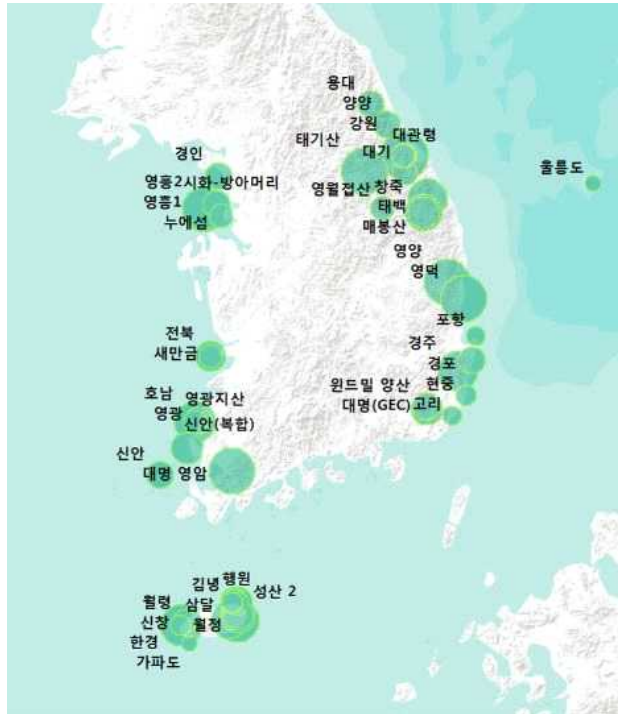 용대
양양
강원
태기산
대관령
대기
경인
울릉도
영흥2시화-방아머리
영월접산 창죽
영흥1
태백
누에섬
매봉산
영양
영덕
포항
전북
경주
새만금
경포
윈드밀 양산 현중
호남
영광지산
대명(GEC) 고리
영광
신안(복합)
신안
대명 영암
김녕 행원
성산 2
월령
삼달
신창
월정
한경
가파도